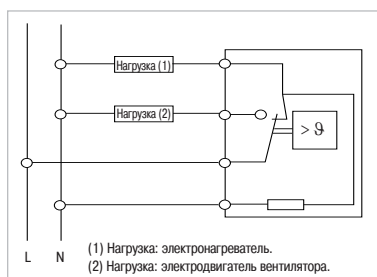 Нагрузка (1)
Нагрузка (2)
> ϑ
L N
(1) Нагрузка: электронагреватель.
(2) Нагрузка: электродвигатель вентилятора.